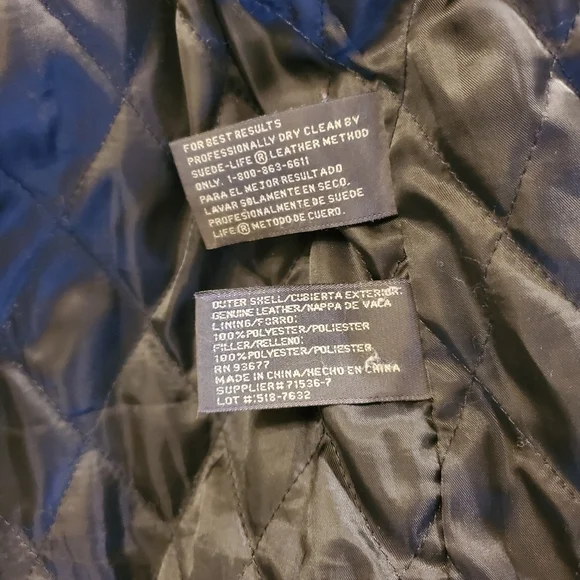 FOR BEST RESULTS
PROFESSIONALLY DRY CLEAN BY
SUEDE-LIFE® LEATHER METHOD
ONLY. 1-800-863-6611
PARA EL MEJOR RESULTADO
LAVAR SOLAMENTE EN SECO.
PROFESIONALMENTE DE SUEDE
LIFE® METODO DE CUERO.
OUTER SHELL/CUBIERTA EXTERIOR:
GENUINE LEATHER/NAPPA DE VACA
LINING/FORRO:
100% POLYESTER/POLIESTER
FILLER/RELLENO:
100% POLYESTER/POLIESTER
RN 93677
MADE IN CHINA/HECHO EN CHINA
SUPPLIER# 71536-7
LOT #:518-7632